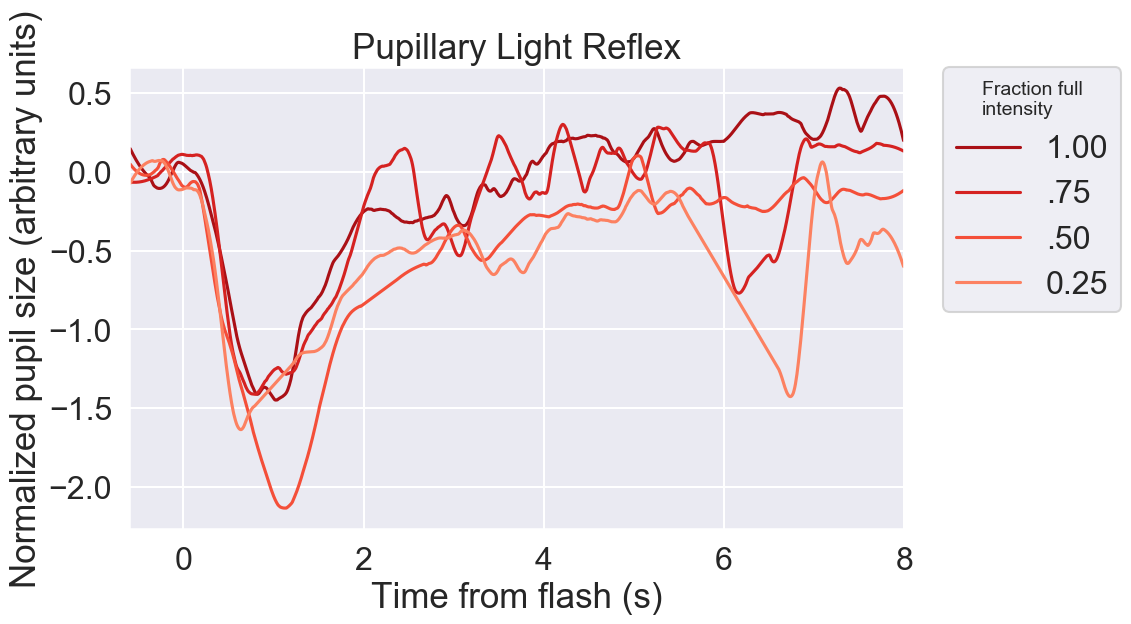 Pupillary Light Reflex
Normalized pupil size (arbitrary units)
0.5
0.0
−0.5
−1.0
−1.5
−2.0
0 2 4 6 8
Time from flash (s)
Fraction full
intensity
1.00
.75
.50
0.25